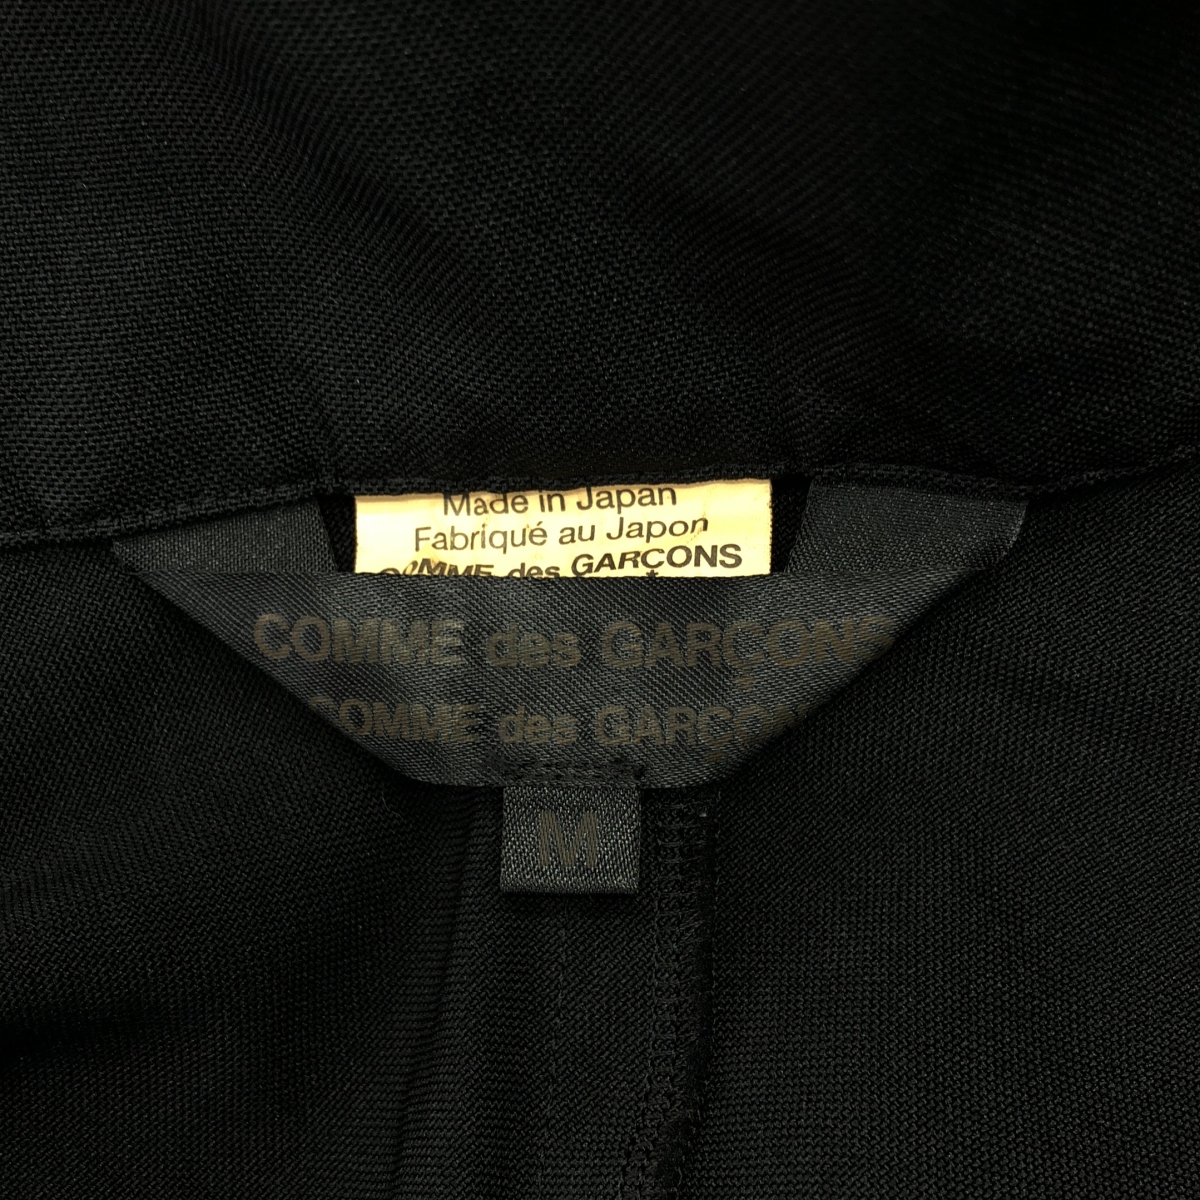 Made in Japan
Fabriqué au Japon
COMME des GARÇONS
COMME des GARÇONS
COMME des GARÇONS
M